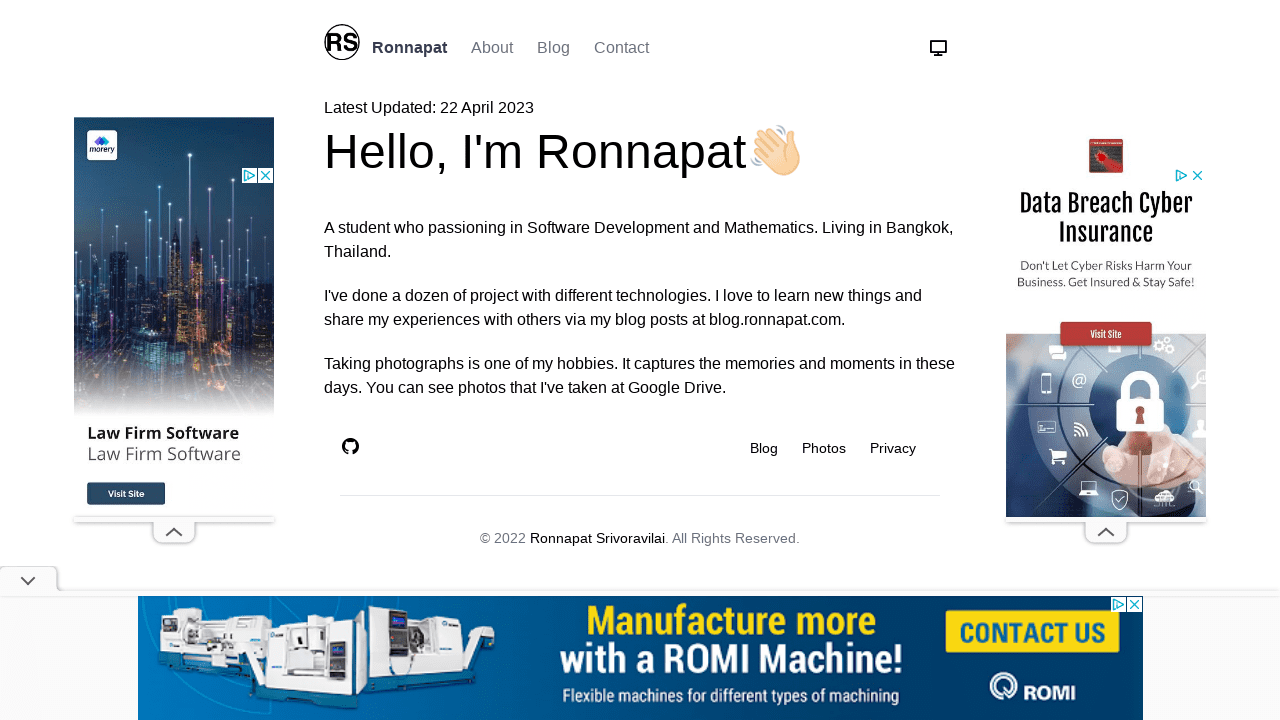 RS Ronnapat About Blog Contact
Latest Updated: 22 April 2023
Hello, I'm Ronnapat
A student who passioning in Software Development and Mathematics. Living in Bangkok,
Thailand.
I've done a dozen of project with different technologies. I love to learn new things and
share my experiences with others via my blog posts at blog.ronnapat.com.
Taking photographs is one of my hobbies. It captures the memories and moments in these
days. You can see photos that I've taken at Google Drive.
Blog Photos Privacy
© 2022 Ronnapat Srivoravilai. All Rights Reserved.
morery
Law Firm Software
Law Firm Software
Visit Site
Data Breach Cyber
Insurance
Don't Let Cyber Risks Harm Your
Business. Get Insured & Stay Safe!
Visit Site
@
Manufacture more
with a ROMI Machine!
Flexible machines for different types of machining
CONTACT US
ROMI